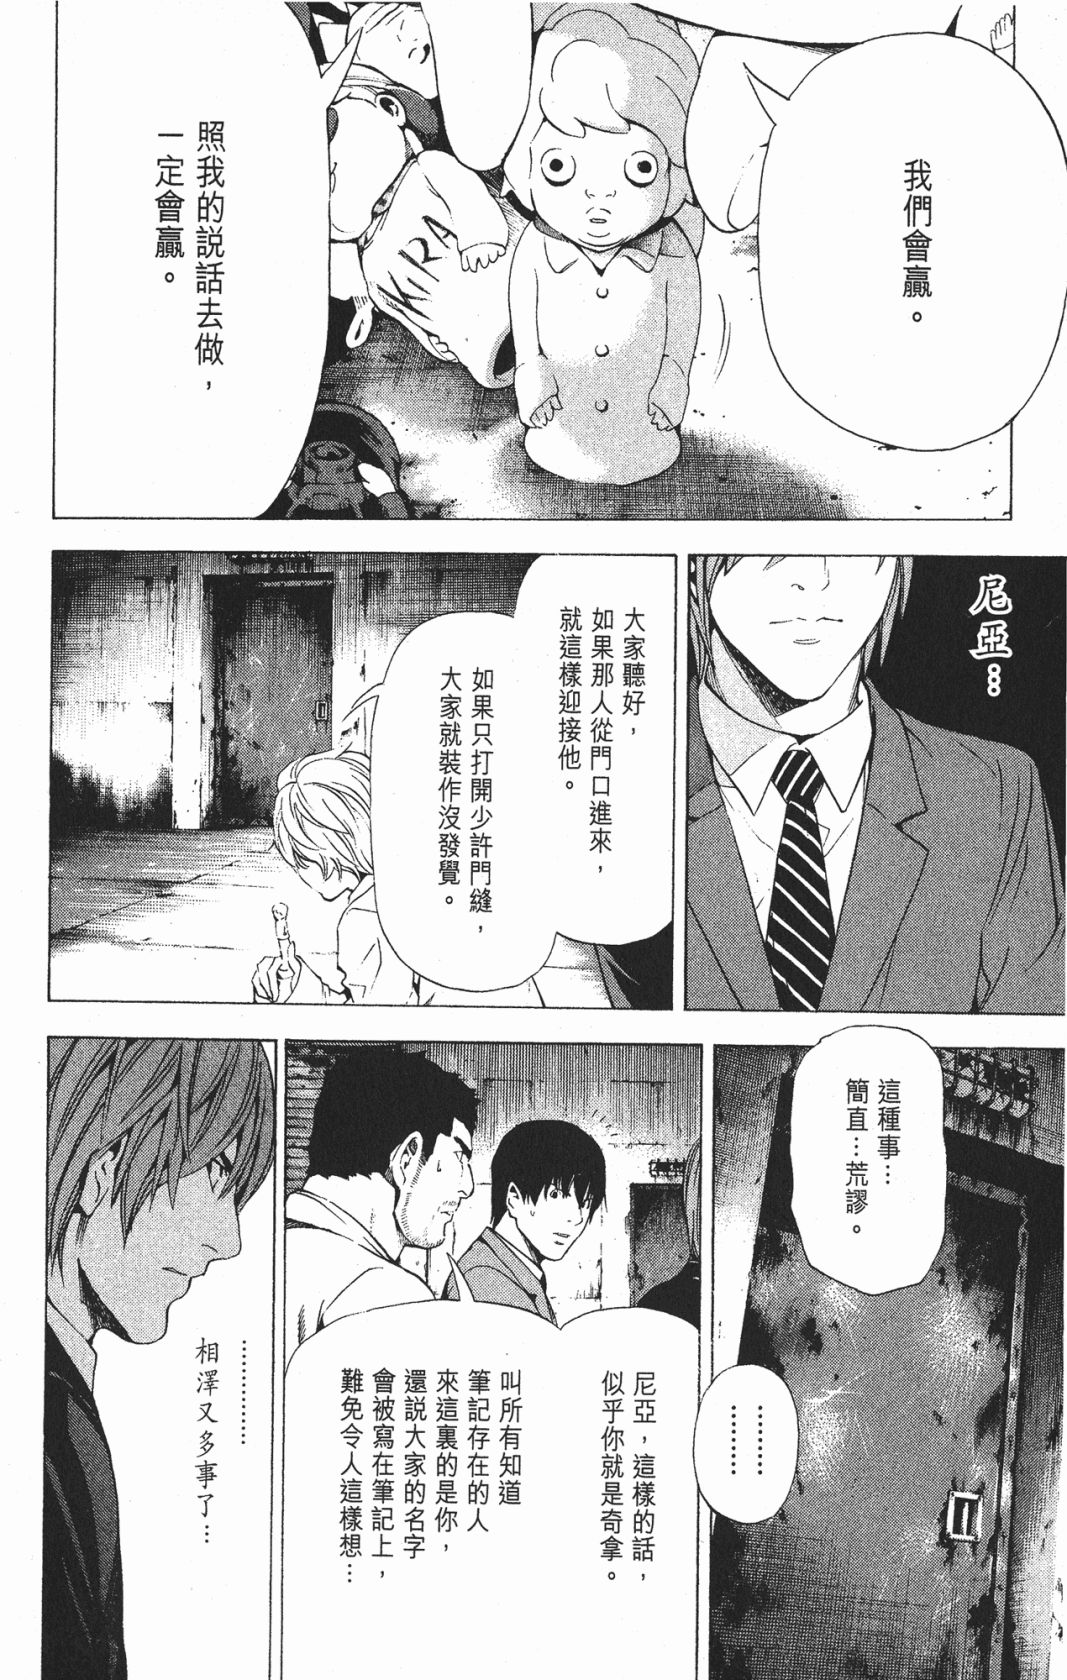 我們會贏。
KIRA
照我的說話去做，
一定會贏。
尼亞…
大家聽好，
如果那人從門口進來，
就這樣迎接他。
如果只打開少許門縫，
大家就裝作沒發覺。
這種事…
簡直…荒謬。
…………
…………
尼亞，這樣的話，
似乎你就是奇拿。
叫所有知道
筆記存在的人
來這裏的是你，
還說大家的名字
會被寫在筆記上，
難免令人這樣想…
……………
相澤又多事了…